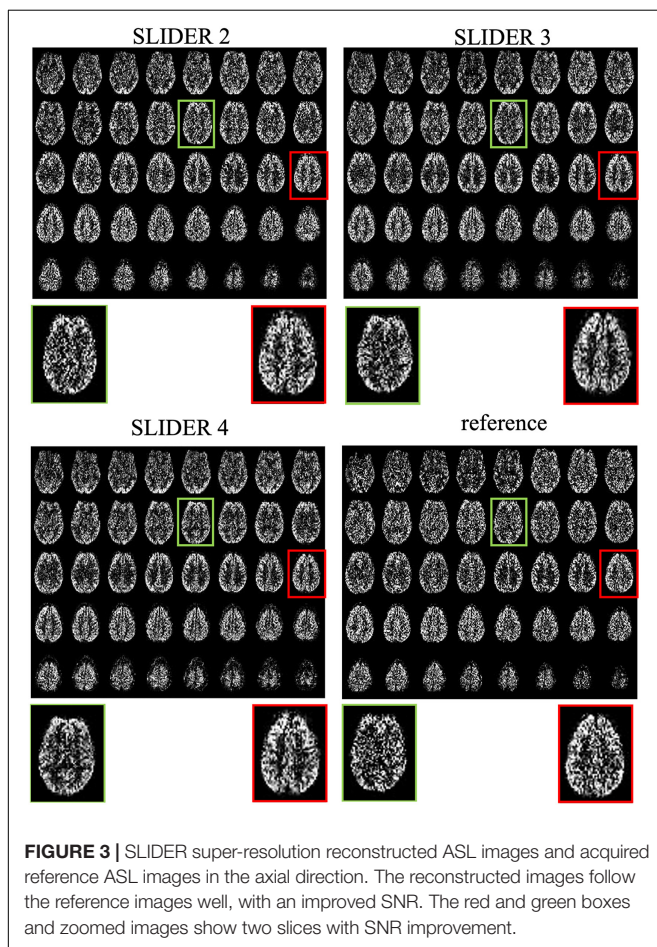 SLIDER 2
SLIDER 3
SLIDER 4
reference
FIGURE 3 | SLIDER super-resolution reconstructed ASL images and acquired
reference ASL images in the axial direction. The reconstructed images follow
the reference images well, with an improved SNR. The red and green boxes
and zoomed images show two slices with SNR improvement.